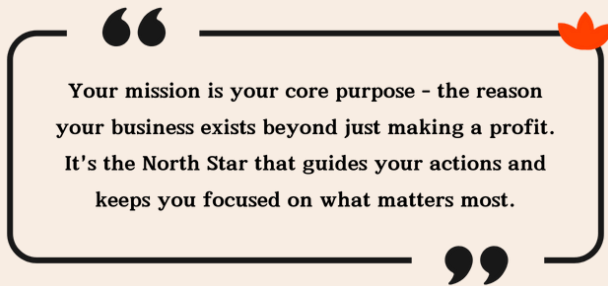 Your mission is your core purpose - the reason
your business exists beyond just making a profit.
It's the North Star that guides your actions and
keeps you focused on what matters most.